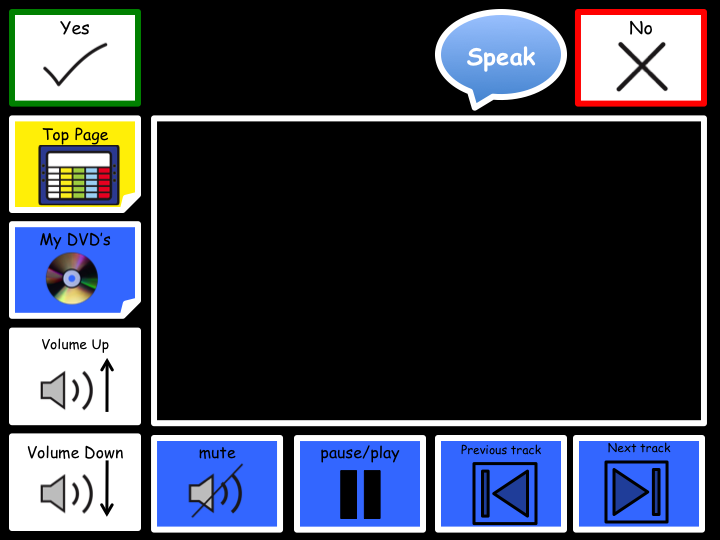 Yes
Speak
No
Top Page
My DVD's
Volume Up
Volume Down
mute
pause/play
Previous track
Next track